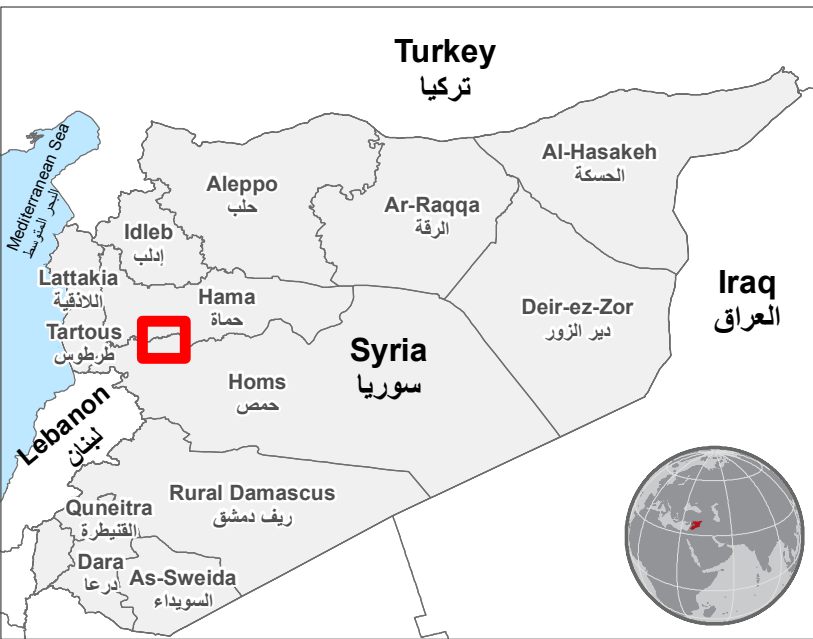 Turkey
تركيا
Mediterranean Sea
البحر المتوسط
Al-Hasakeh
الحسكة
Aleppo
حلب
Ar-Raqqa
الرقة
Idleb
إدلب
Lattakia
اللاذقية
Hama
حماة
Iraq
العراق
Deir-ez-Zor
دير الزور
Tartous
طرطوس
Syria
سوريا
Homs
حمص
Lebanon
لبنان
Rural Damascus
ريف دمشق
Quneitra
القنيطرة
Dara
درعا
As-Sweida
السويداء